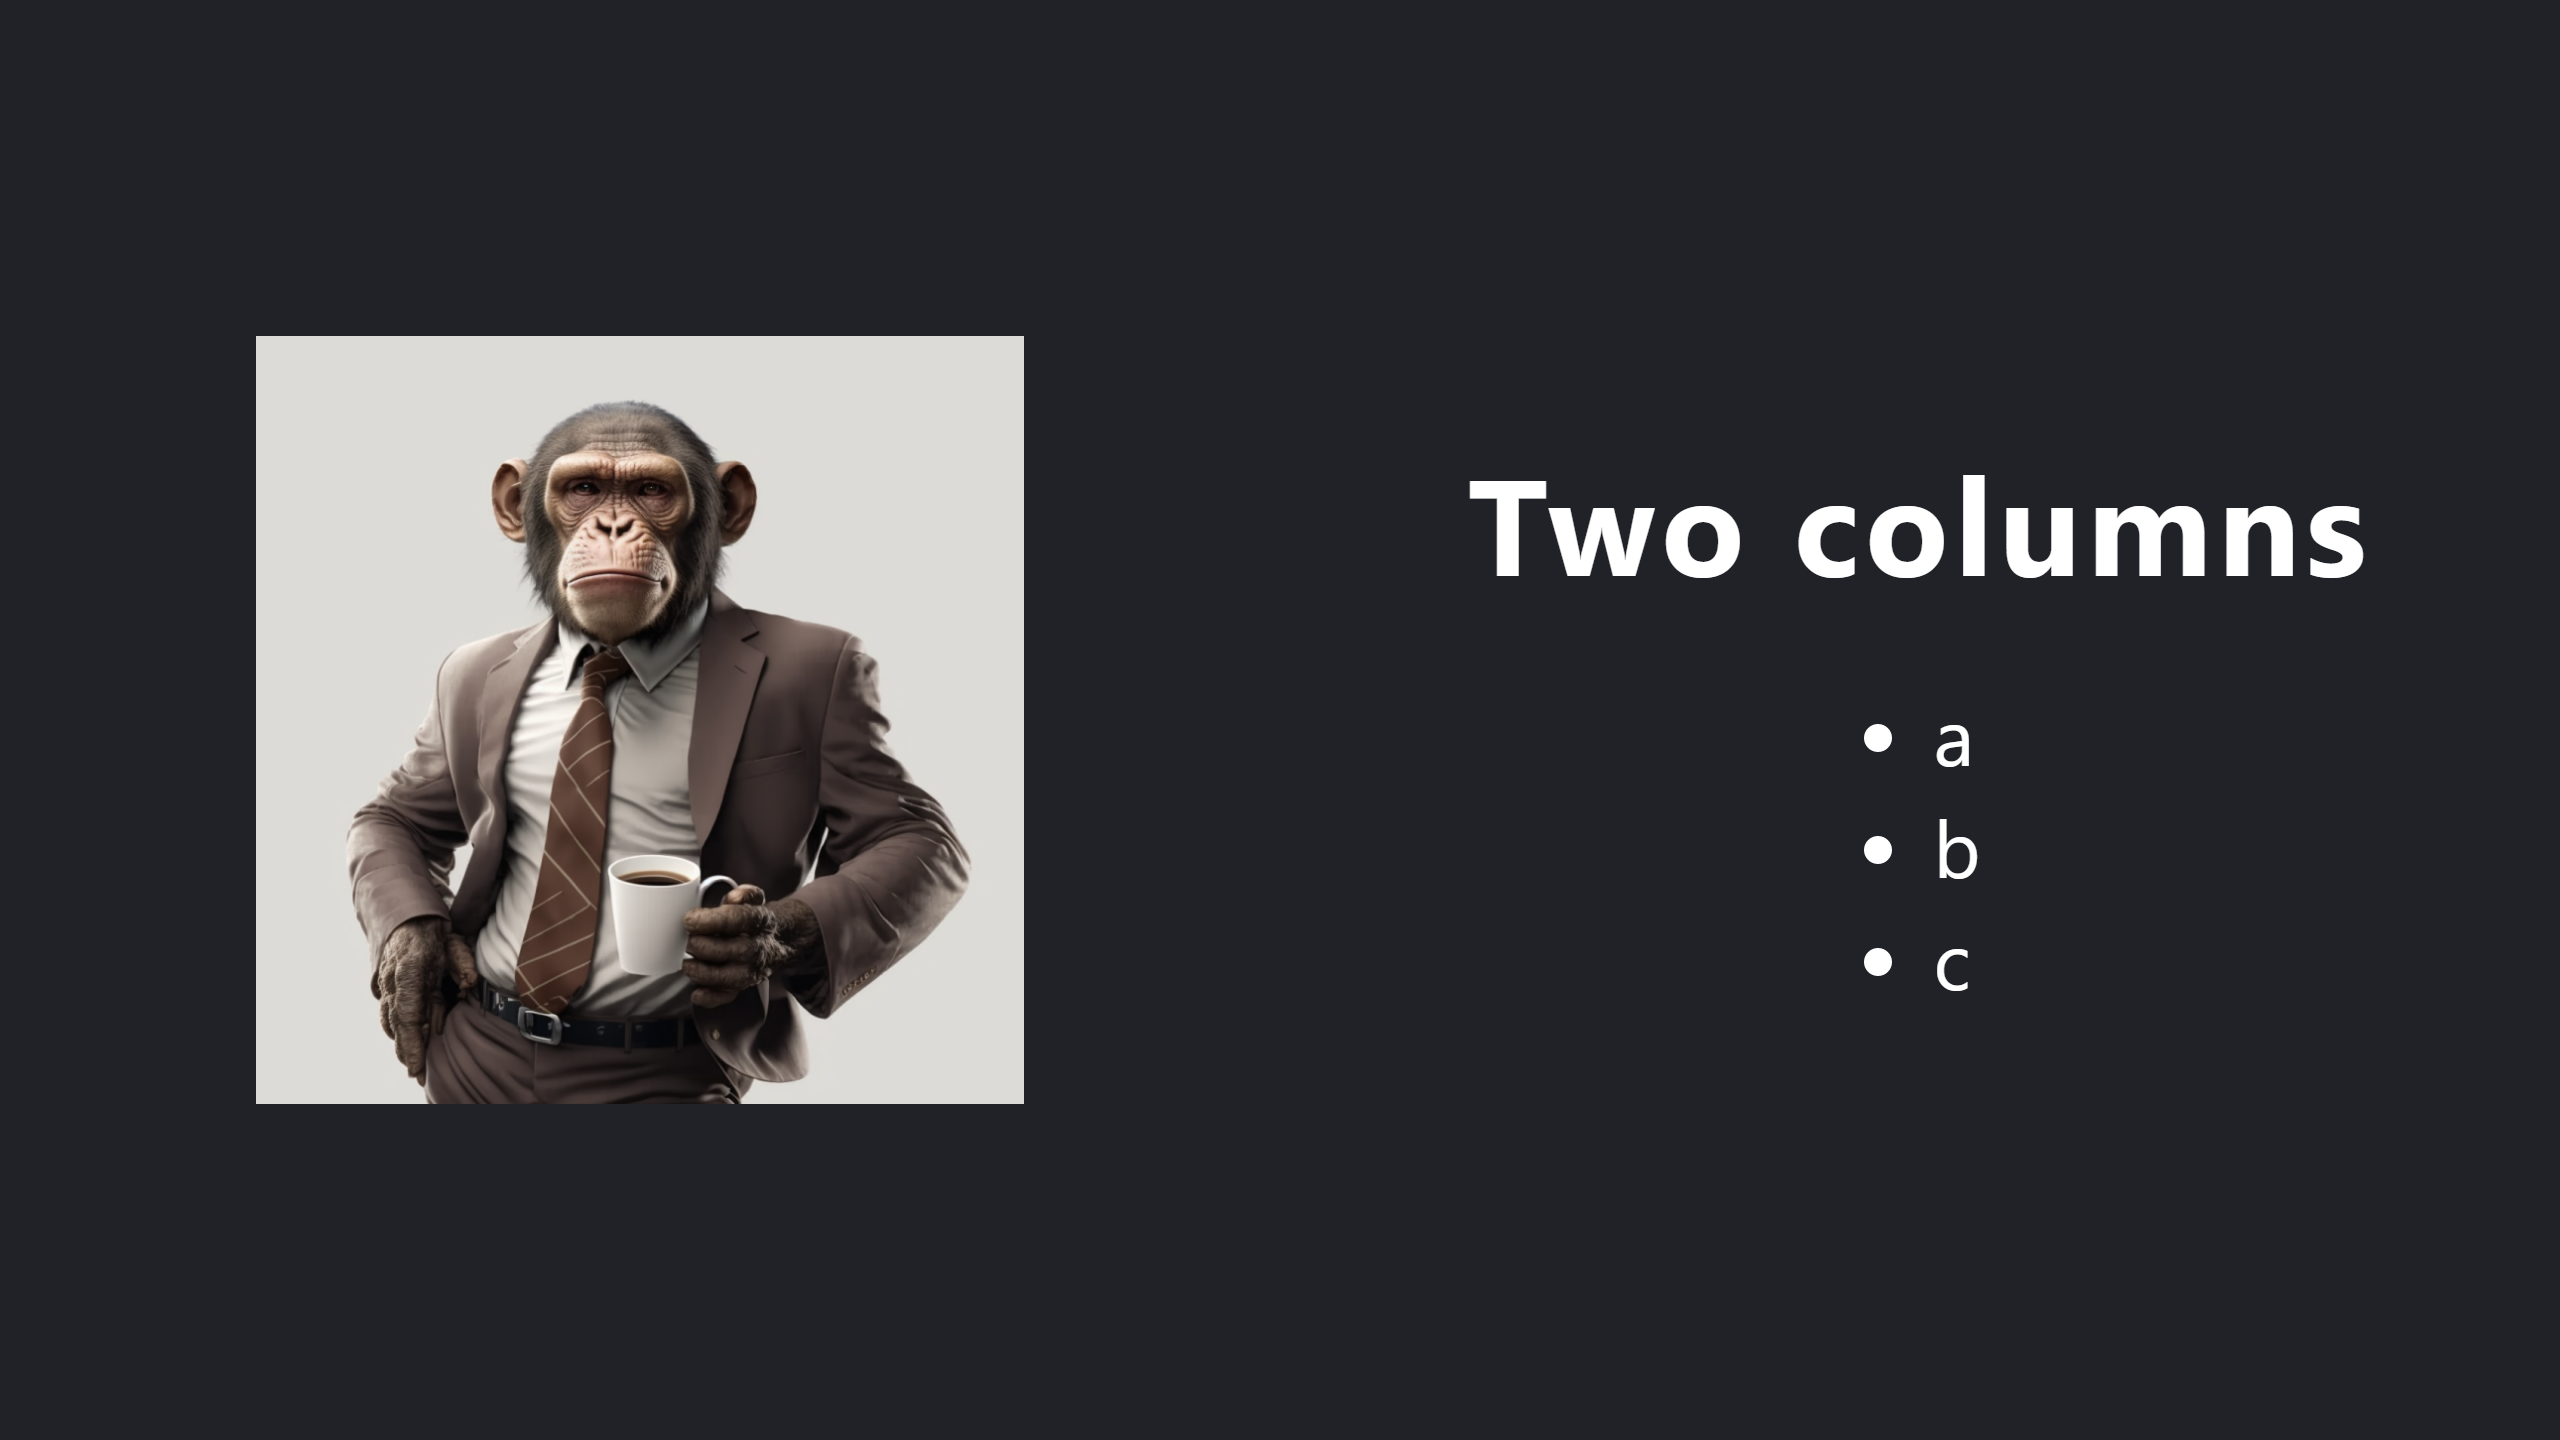 Two columns
• a
• b
• c